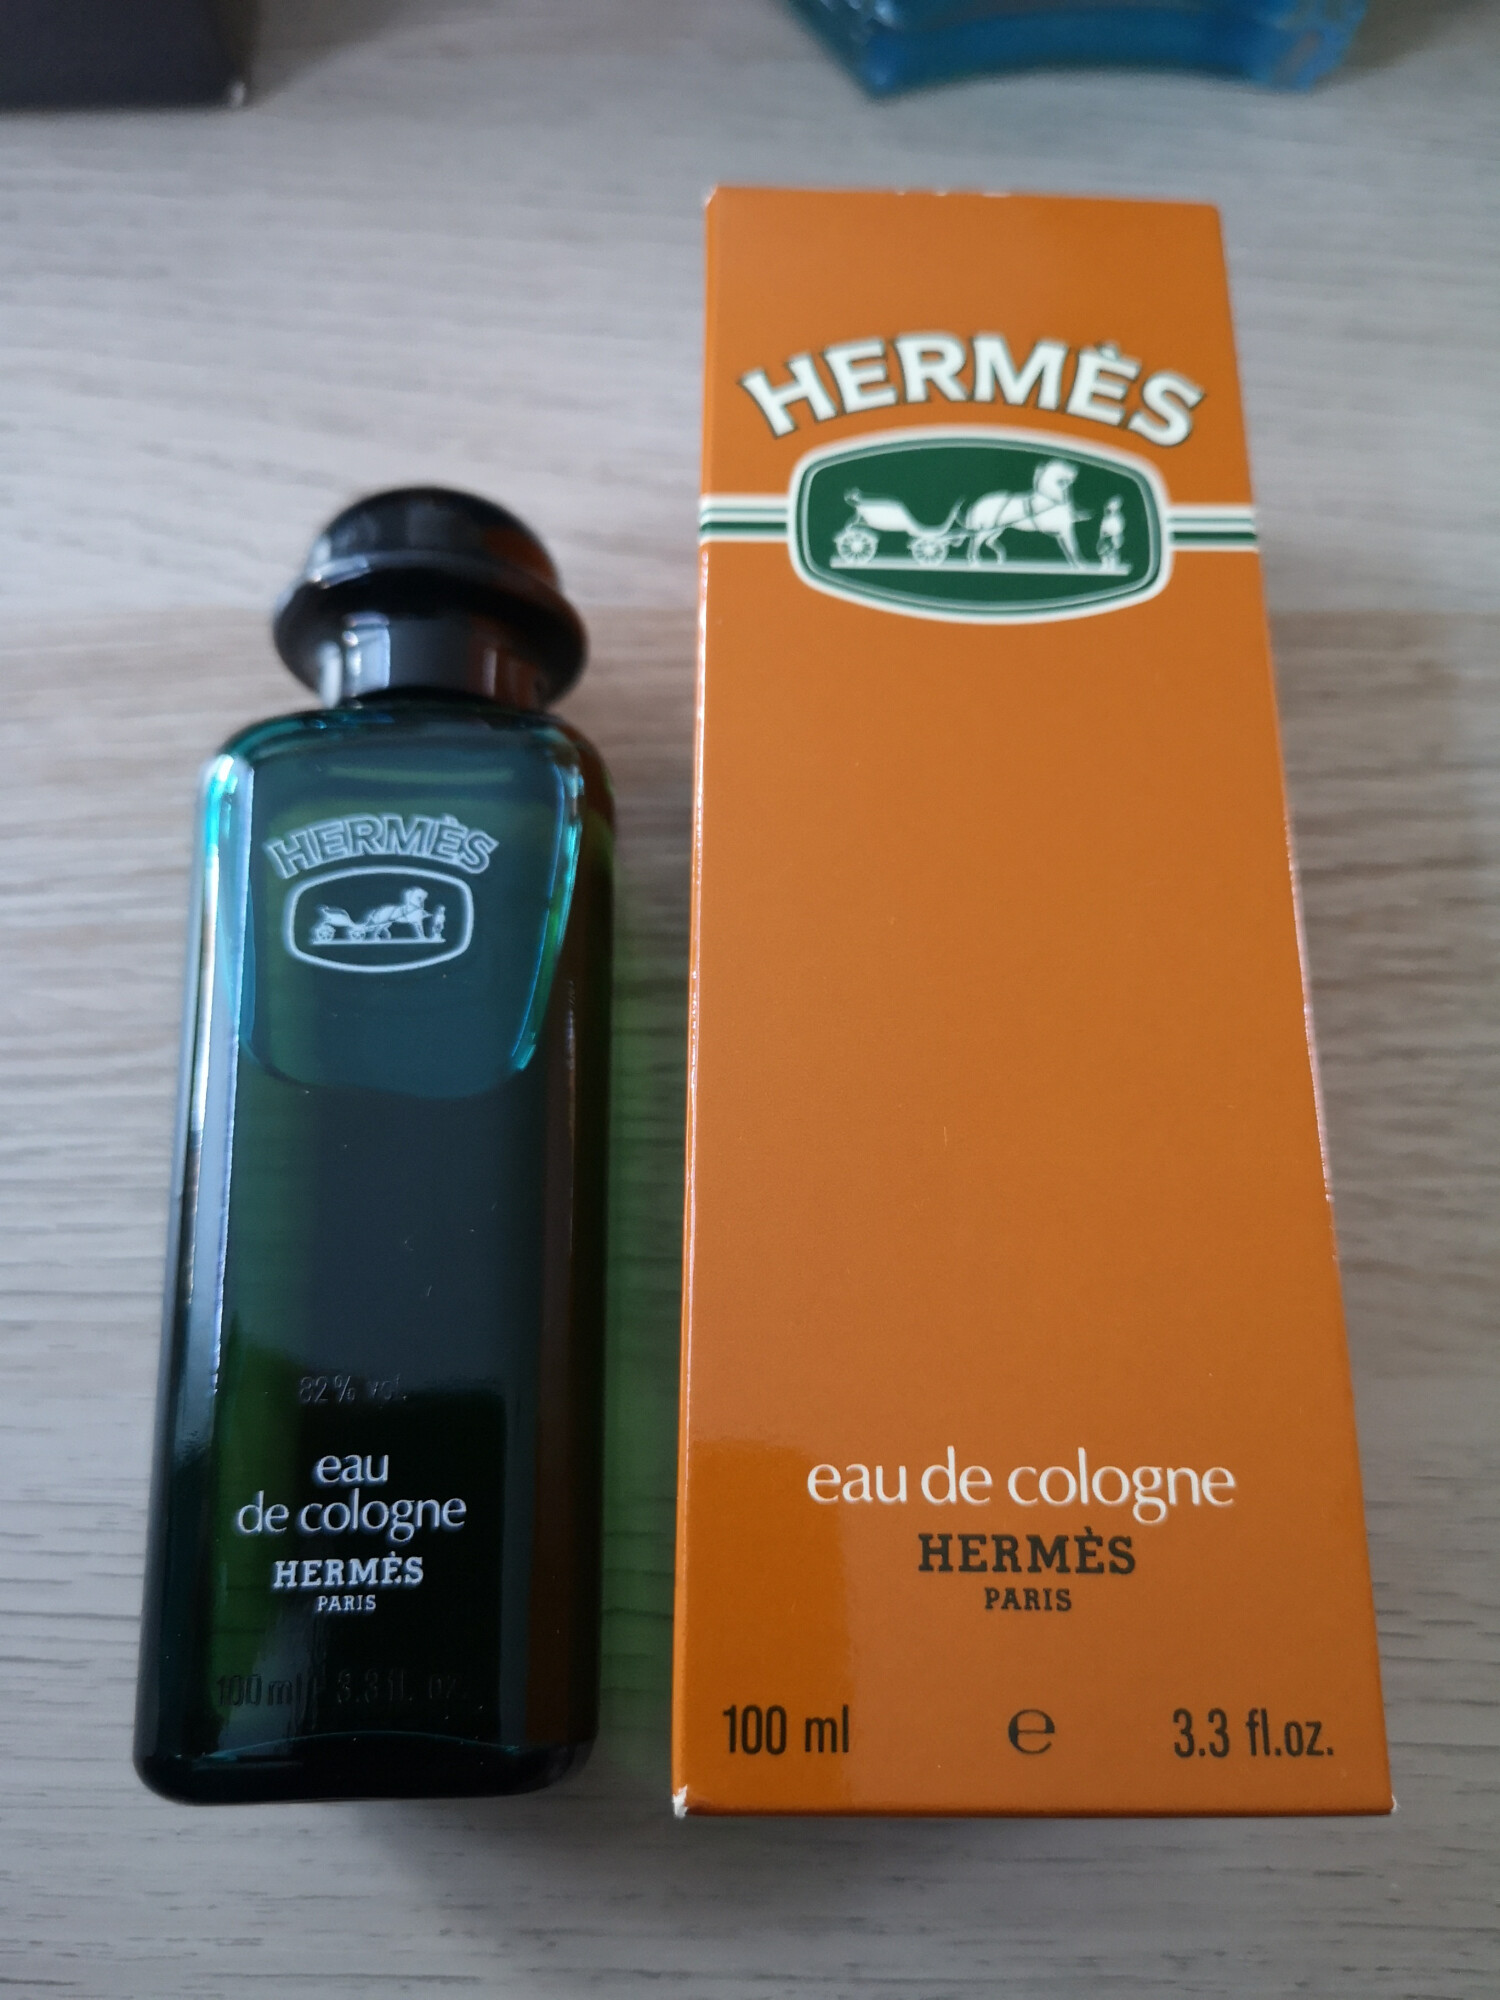 HERMÈS
82% vol.
eau
de cologne
HERMÈS
PARIS
100 ml 3.3 fl. oz.
HERMÈS
eau de cologne
HERMÈS
PARIS
100 ml e 3.3 fl.oz.